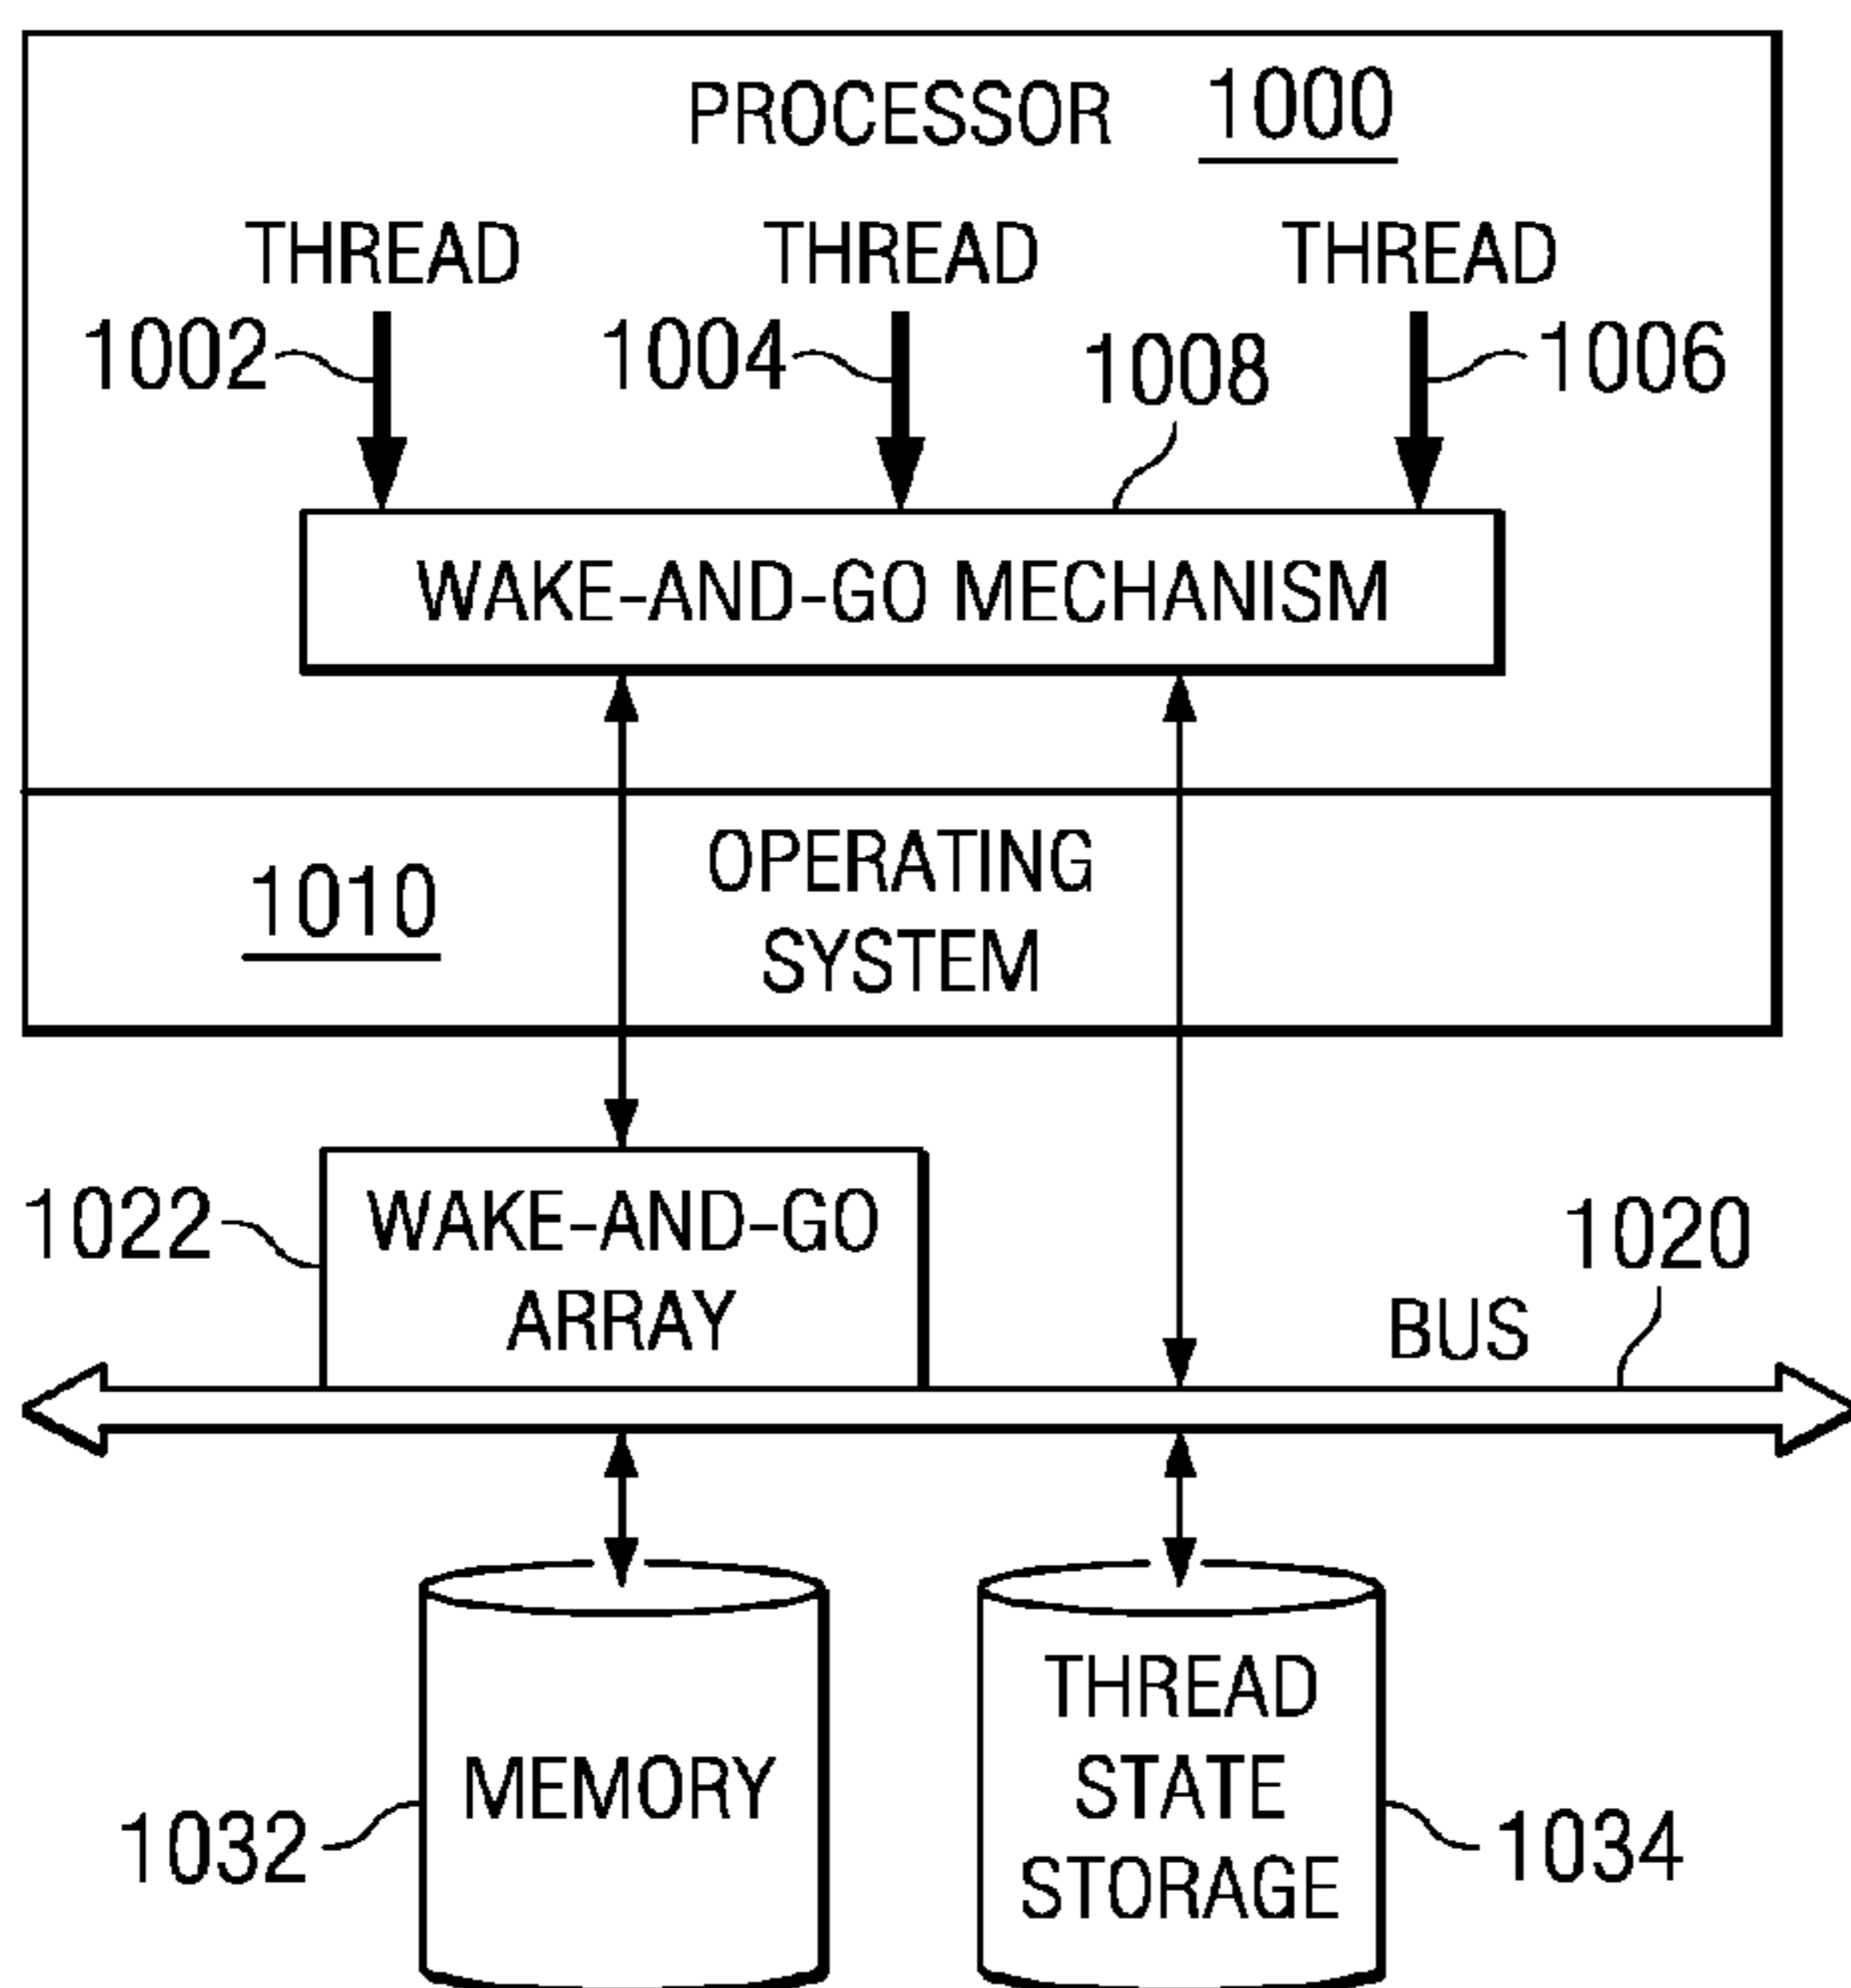 PROCESSOR 1000
THREAD THREAD THREAD
1002 1004 1008 1006
WAKE-AND-GO MECHANISM
1010 OPERATING
SYSTEM
1022 WAKE-AND-GO
ARRAY
1020
BUS
MEMORY
1032
THREAD
STATE
STORAGE
1034